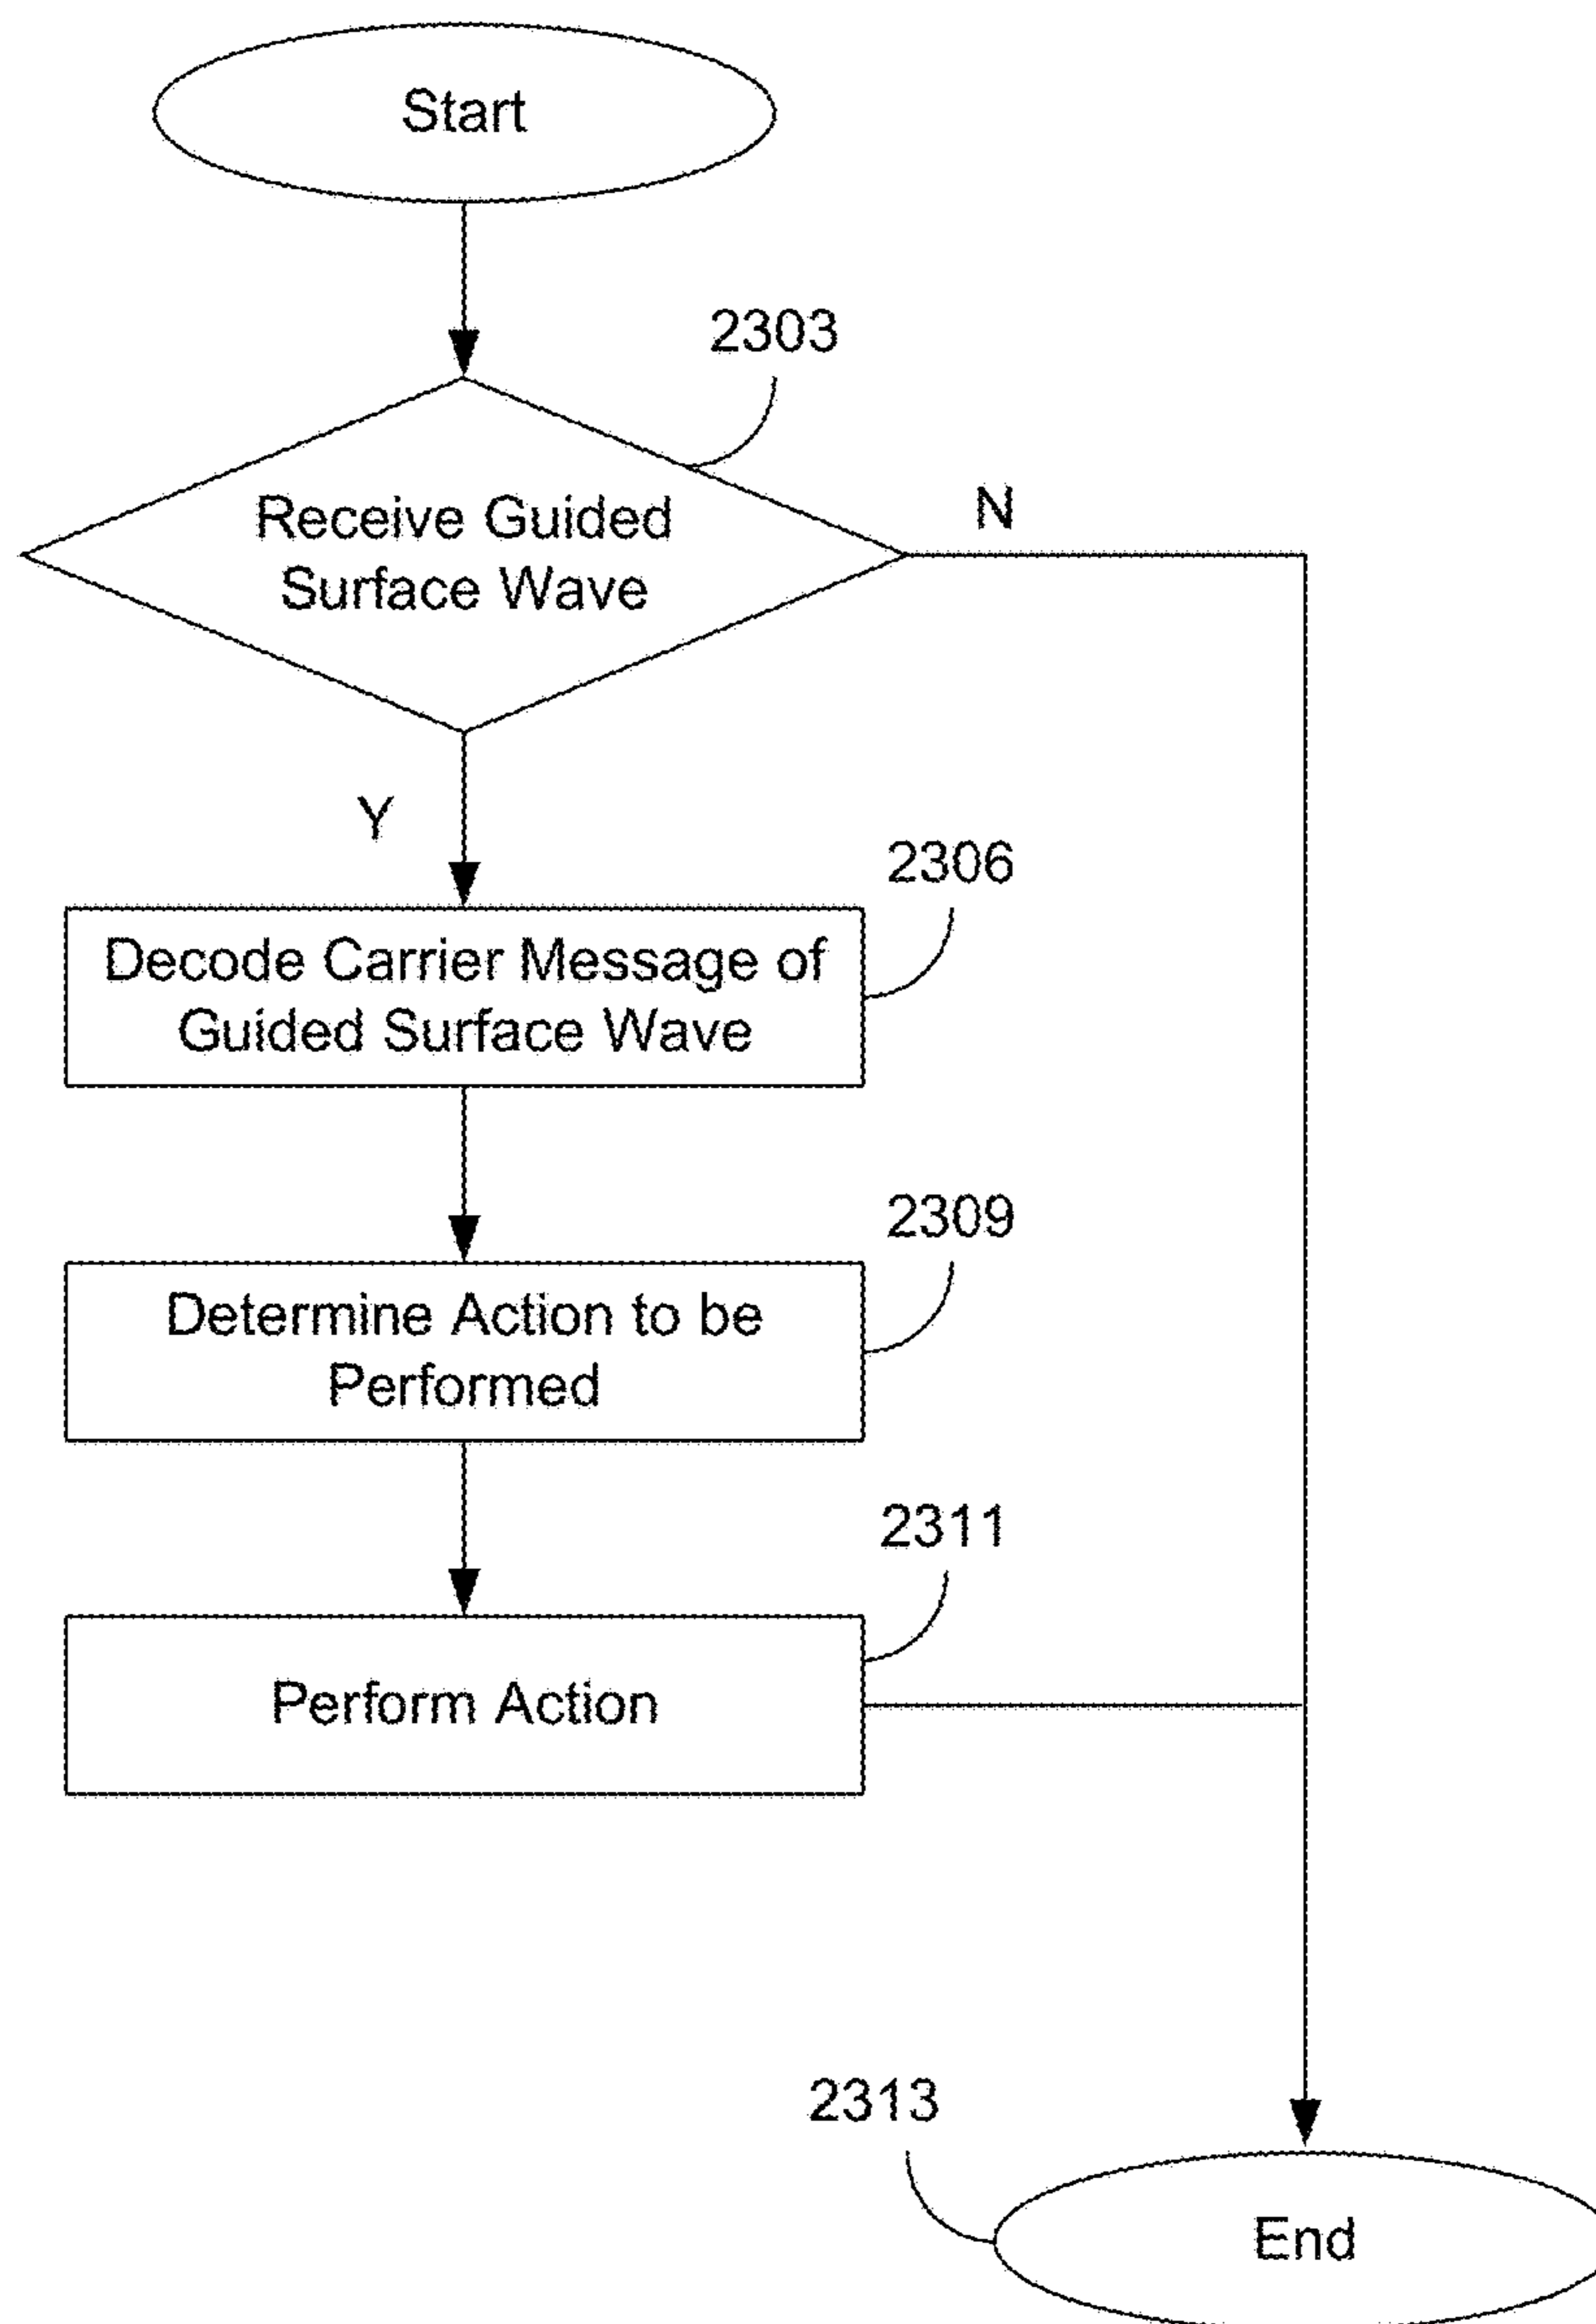 Start
2303
Receive Guided
Surface Wave
N
Y
2306
Decode Carrier Message of
Guided Surface Wave
2309
Determine Action to be
Performed
2311
Perform Action
2313
End